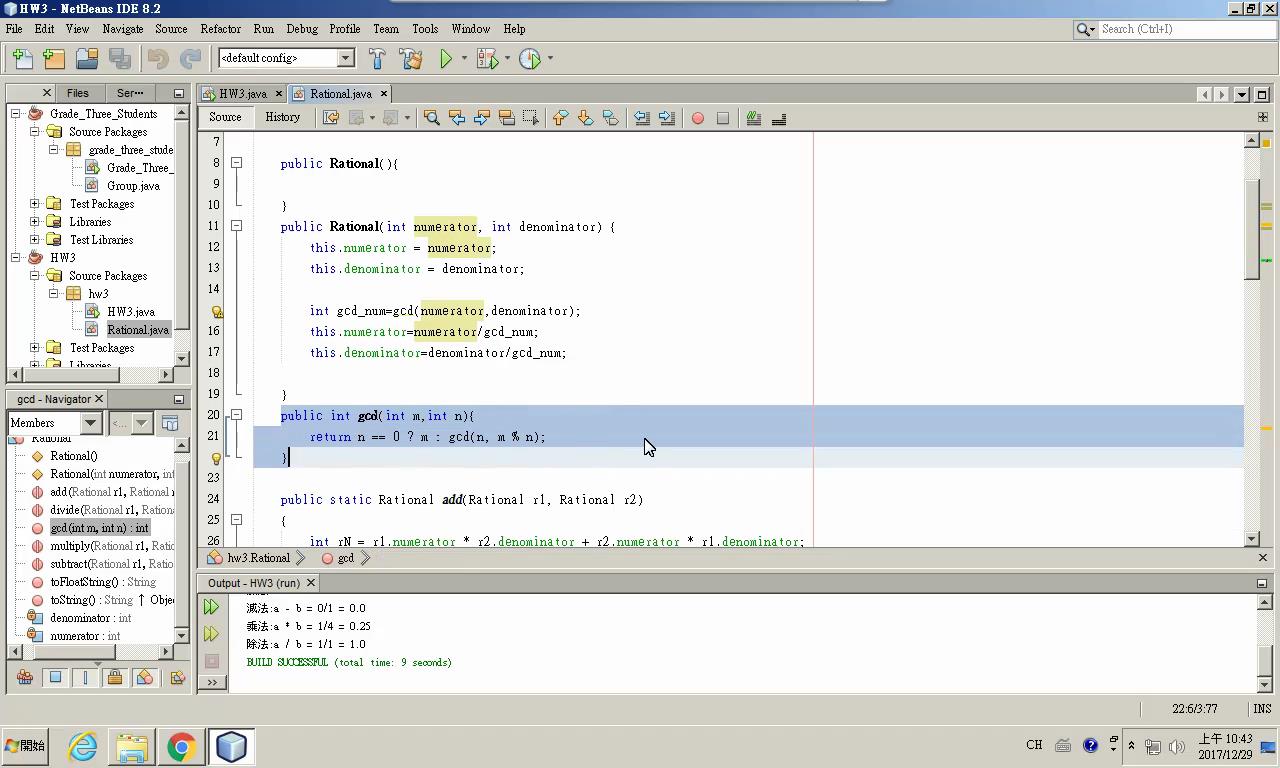 HW3 - NetBeans IDE 8.2
File Edit View Navigate Source Refactor Run Debug Profile Team Tools Window Help
Search (Ctrl+I)
<default config>
Files Ser···
HW3.java Rational.java
Source History
Grade_Three_Students
Source Packages
grade_three_stude
Grade_Three_
Group.java
Test Packages
Libraries
Test Libraries
HW3
Source Packages
hw3
HW3.java
Rational.java
Test Packages
Libraries
7
8 public Rational(){
9
10 }
11 public Rational(int numerator, int denominator) {
12 this.numerator = numerator;
13 this.denominator = denominator;
14
int gcd_num=gcd(numerator,denominator);
16 this.numerator=numerator/gcd_num;
17 this.denominator=denominator/gcd_num;
18
19 }
20 public int gcd(int m,int n){
21 return n == 0 ? m : gcd(n, m % n);
}
23
24 public static Rational add(Rational r1, Rational r2)
25 {
26 int rN = r1.numerator * r2.denominator + r2.numerator * r1.denominator;
hw3.Rational gcd
gcd - Navigator
Members <...
Rational
Rational()
Rational(int numerator, int
add(Rational r1, Rational
divide(Rational r1, Rational
gcd(int m, int n) : int
multiply(Rational r1, Ratio
subtract(Rational r1, Ratio
toFloatString() : String
toString() : String ↑ Obje
denominator : int
numerator : int
Output - HW3 (run)
減法:a - b = 0/1 = 0.0
乘法:a * b = 1/4 = 0.25
除法:a / b = 1/1 = 1.0
BUILD SUCCESSFUL (total time: 9 seconds)
22:6/3:77 INS
開始
CH
上午 10:43
2017/12/29